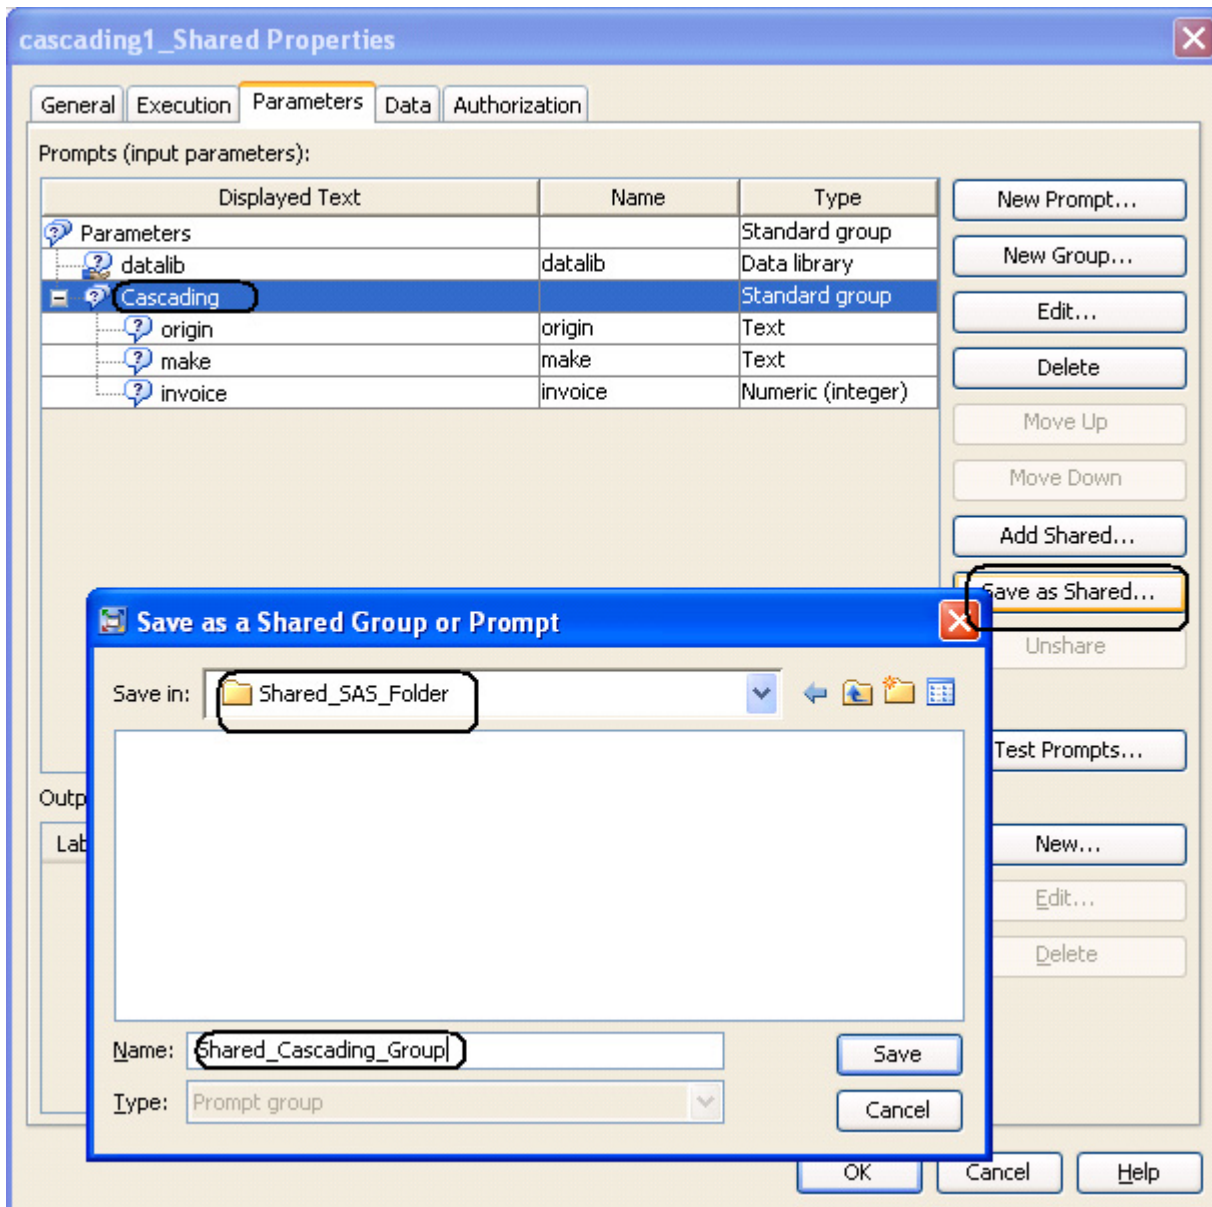 cascading1_Shared Properties
General Execution Parameters Data Authorization
Prompts (input parameters):
Displayed Text Name Type
Parameters Standard group
datalib datalib Data library
Cascading Standard group
origin origin Text
make make Text
invoice invoice Numeric (integer)
New Prompt...
New Group...
Edit...
Delete
Move Up
Move Down
Add Shared...
Save as Shared...
Unshare
Test Prompts...
Outp
Lab
New...
Edit...
Delete
Save as a Shared Group or Prompt
Save in: Shared_SAS_Folder
Name: Shared_Cascading_Group
Save
Type: Prompt group
Cancel
OK Cancel Help